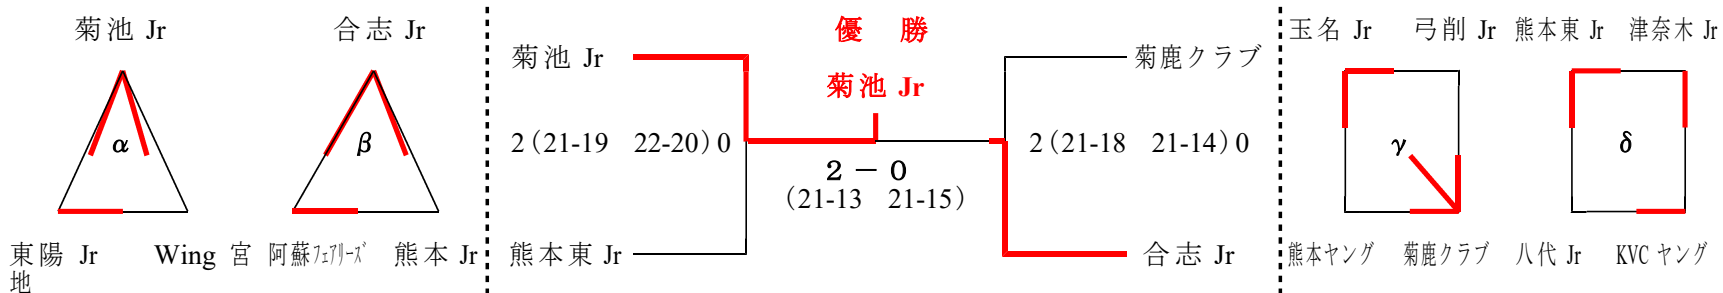 菊池 Jr
合志 Jr
α
β
東陽 Jr Wing 宮地
阿蘇ﾌｪｱﾘｰｽﾞ 熊本 Jr
優 勝
菊池 Jr
菊池 Jr
菊鹿クラブ
2(21-19 22-20)0
2(21-18 21-14)0
2 － 0
(21-13 21-15)
熊本東 Jr
合志 Jr
玉名 Jr 弓削 Jr
熊本東 Jr 津奈木 Jr
γ
δ
熊本ヤング 菊鹿クラブ
八代 Jr KVC ヤング